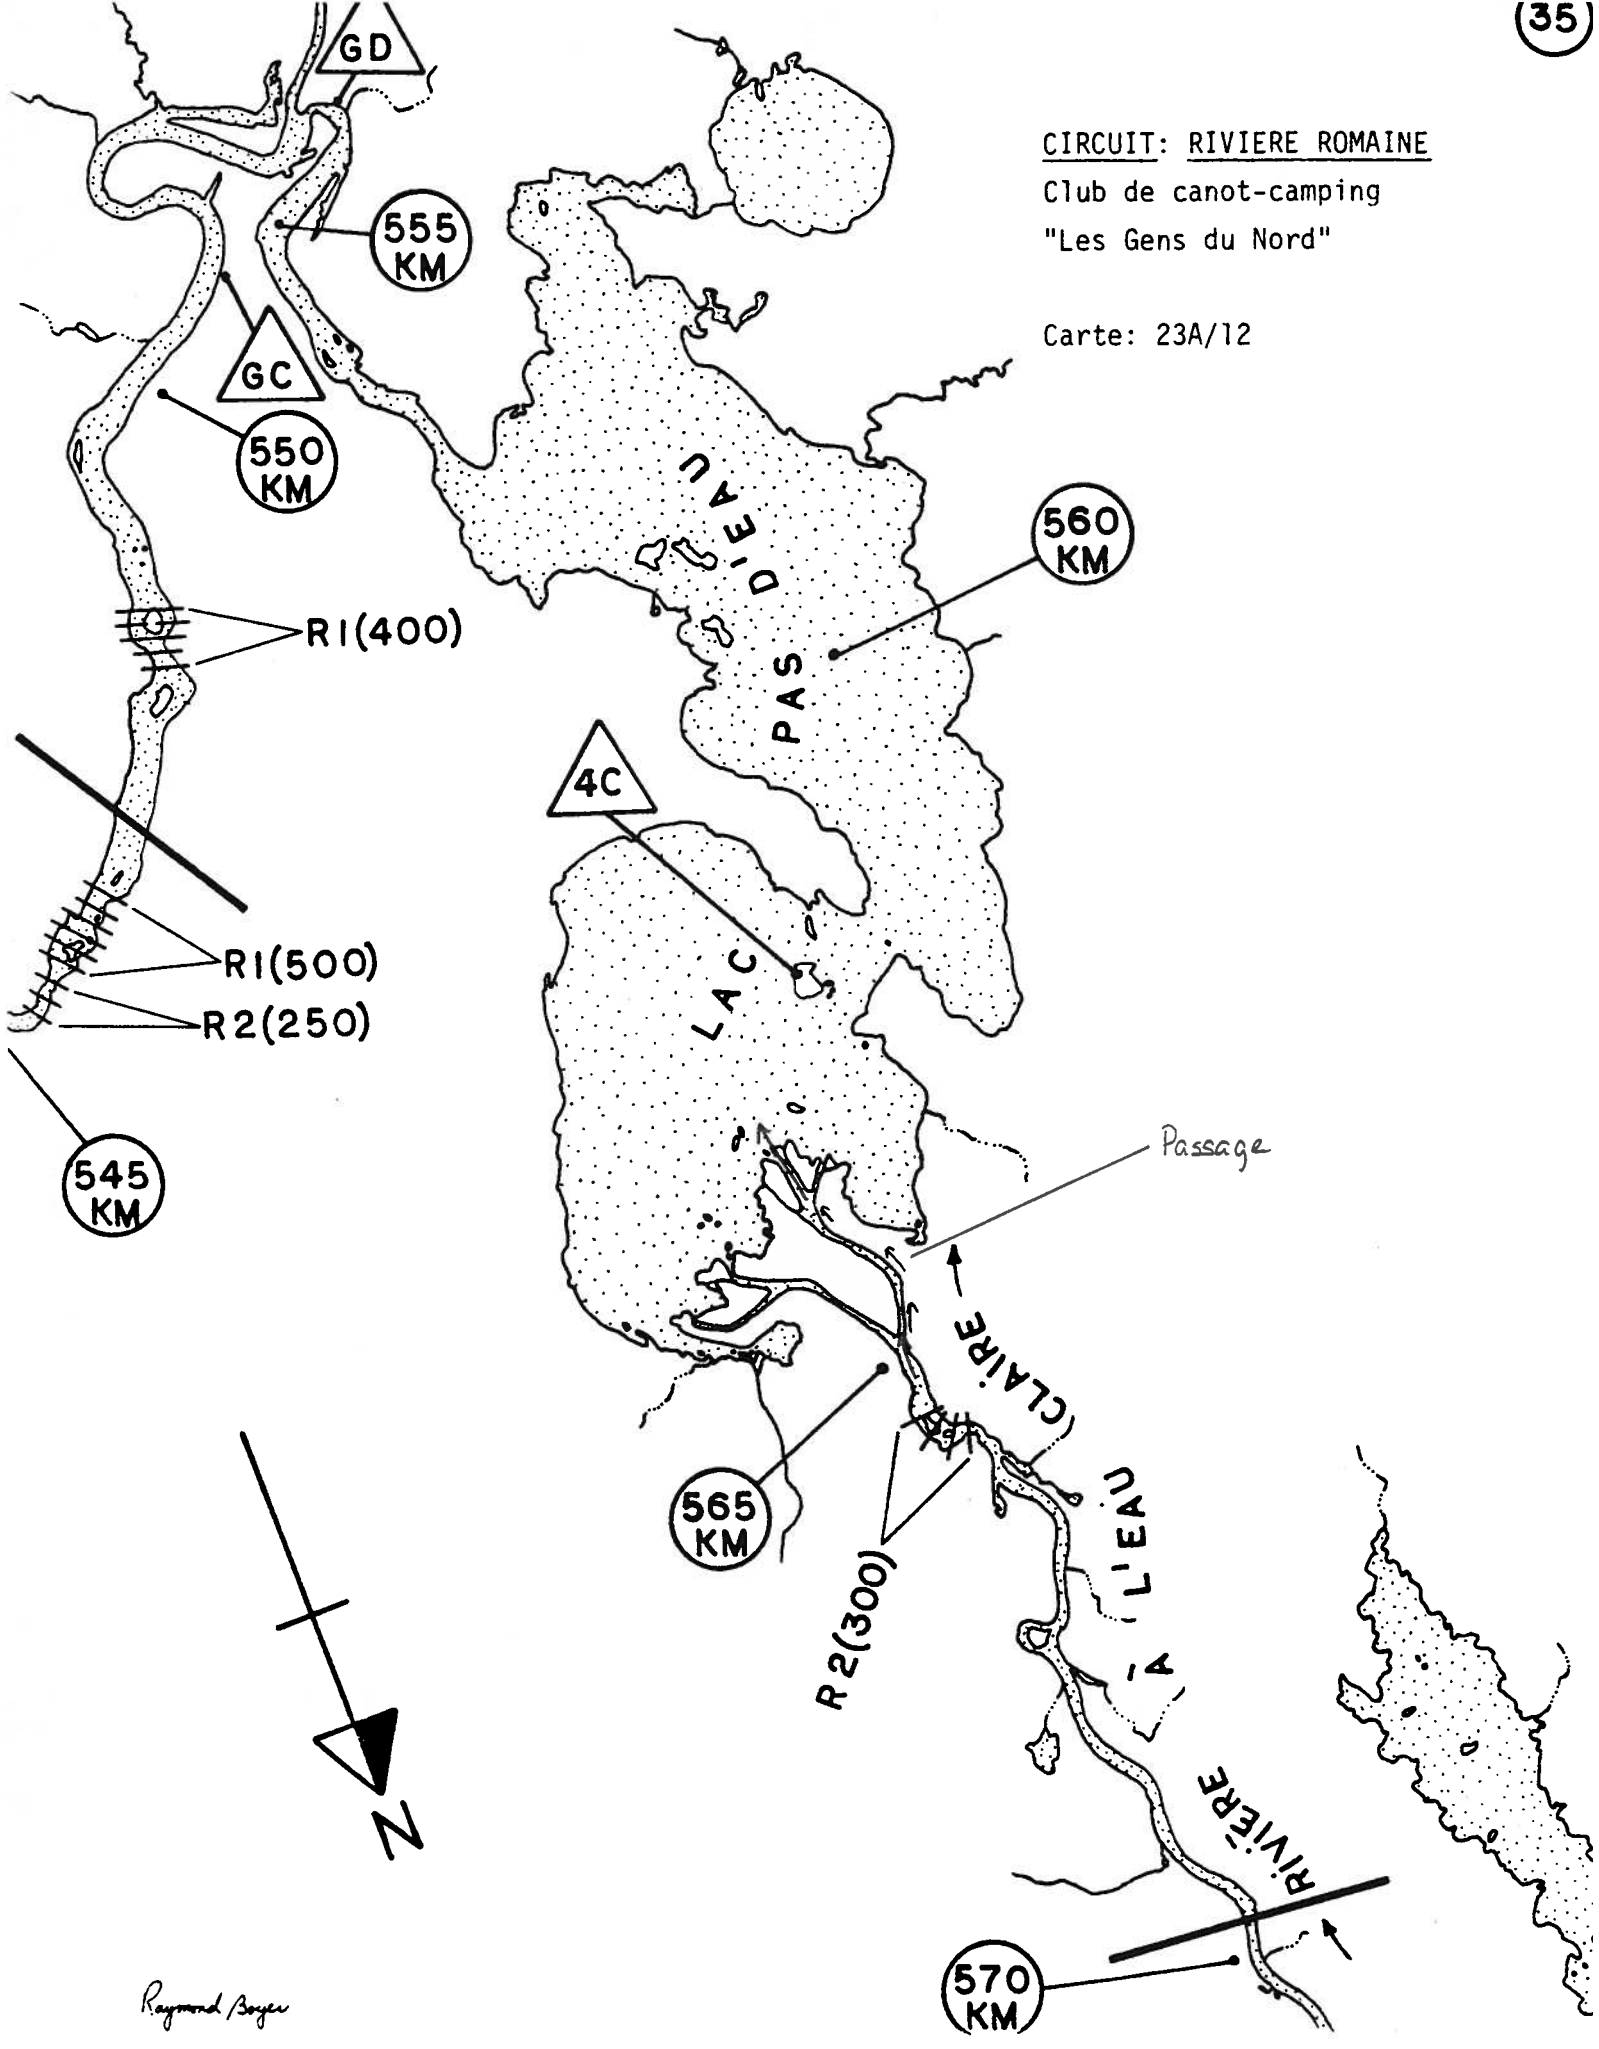 35
GD
CIRCUIT: RIVIERE ROMAINE
Club de canot-camping
"Les Gens du Nord"
Carte: 23A/12
555
KM
GC
550
KM
560
KM
R1(400)
4C
LAC PAS D'EAU
R1(500)
R2(250)
545
KM
Passage
565
KM
R2(300)
RIVIÈRE À L'EAU CLAIRE
570
KM
N
Raymond Boyer